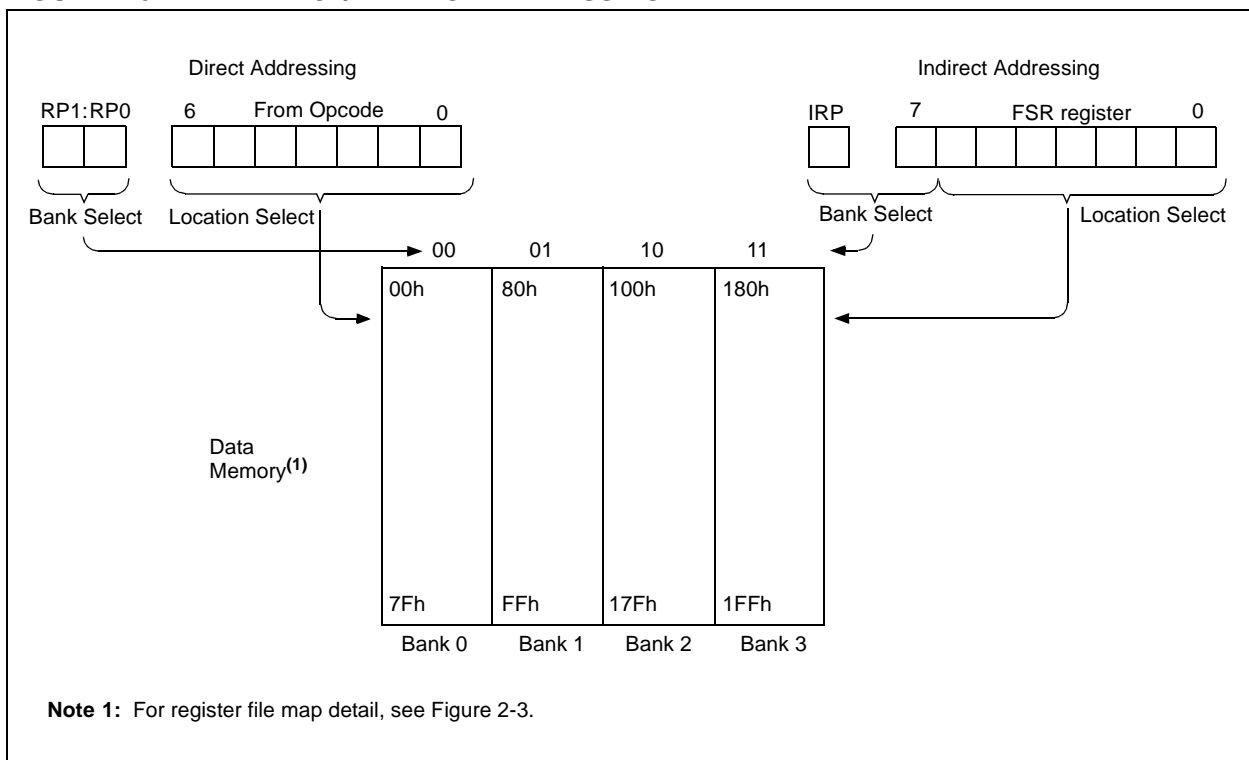 Direct Addressing
Indirect Addressing
RP1:RP0 6 From Opcode 0
IRP 7 FSR register 0
Bank Select Location Select
Bank Select Location Select
00 01 10 11
00h 80h 100h 180h
Data
Memory(1)
7Fh FFh 17Fh 1FFh
Bank 0 Bank 1 Bank 2 Bank 3
Note 1: For register file map detail, see Figure 2-3.